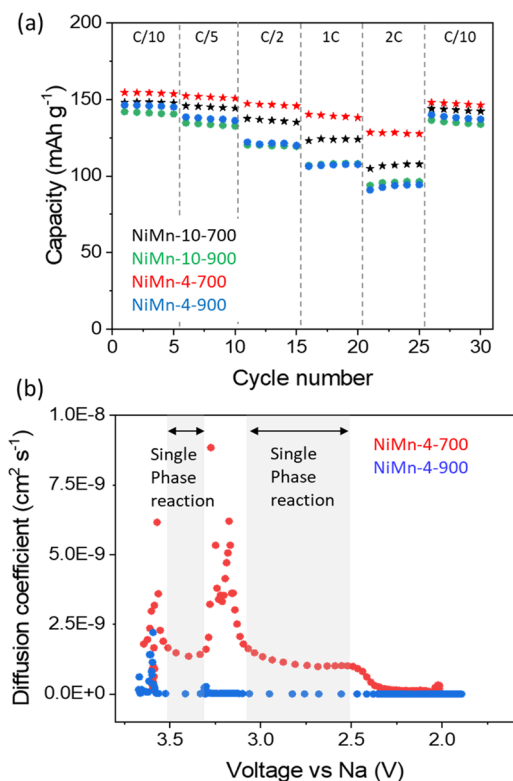 (a)
200
150
100
50
0
Capacity (mAh g⁻¹)
C/10 C/5 C/2 1C 2C C/10
NiMn-10-700
NiMn-10-900
NiMn-4-700
NiMn-4-900
0 5 10 15 20 25 30
Cycle number
(b)
1.0E-8
7.5E-9
5.0E-9
2.5E-9
0.0E+0
Diffusion coefficient (cm² s⁻¹)
Single
Phase
reaction
Single
Phase
reaction
NiMn-4-700
NiMn-4-900
3.5 3.0 2.5 2.0
Voltage vs Na (V)